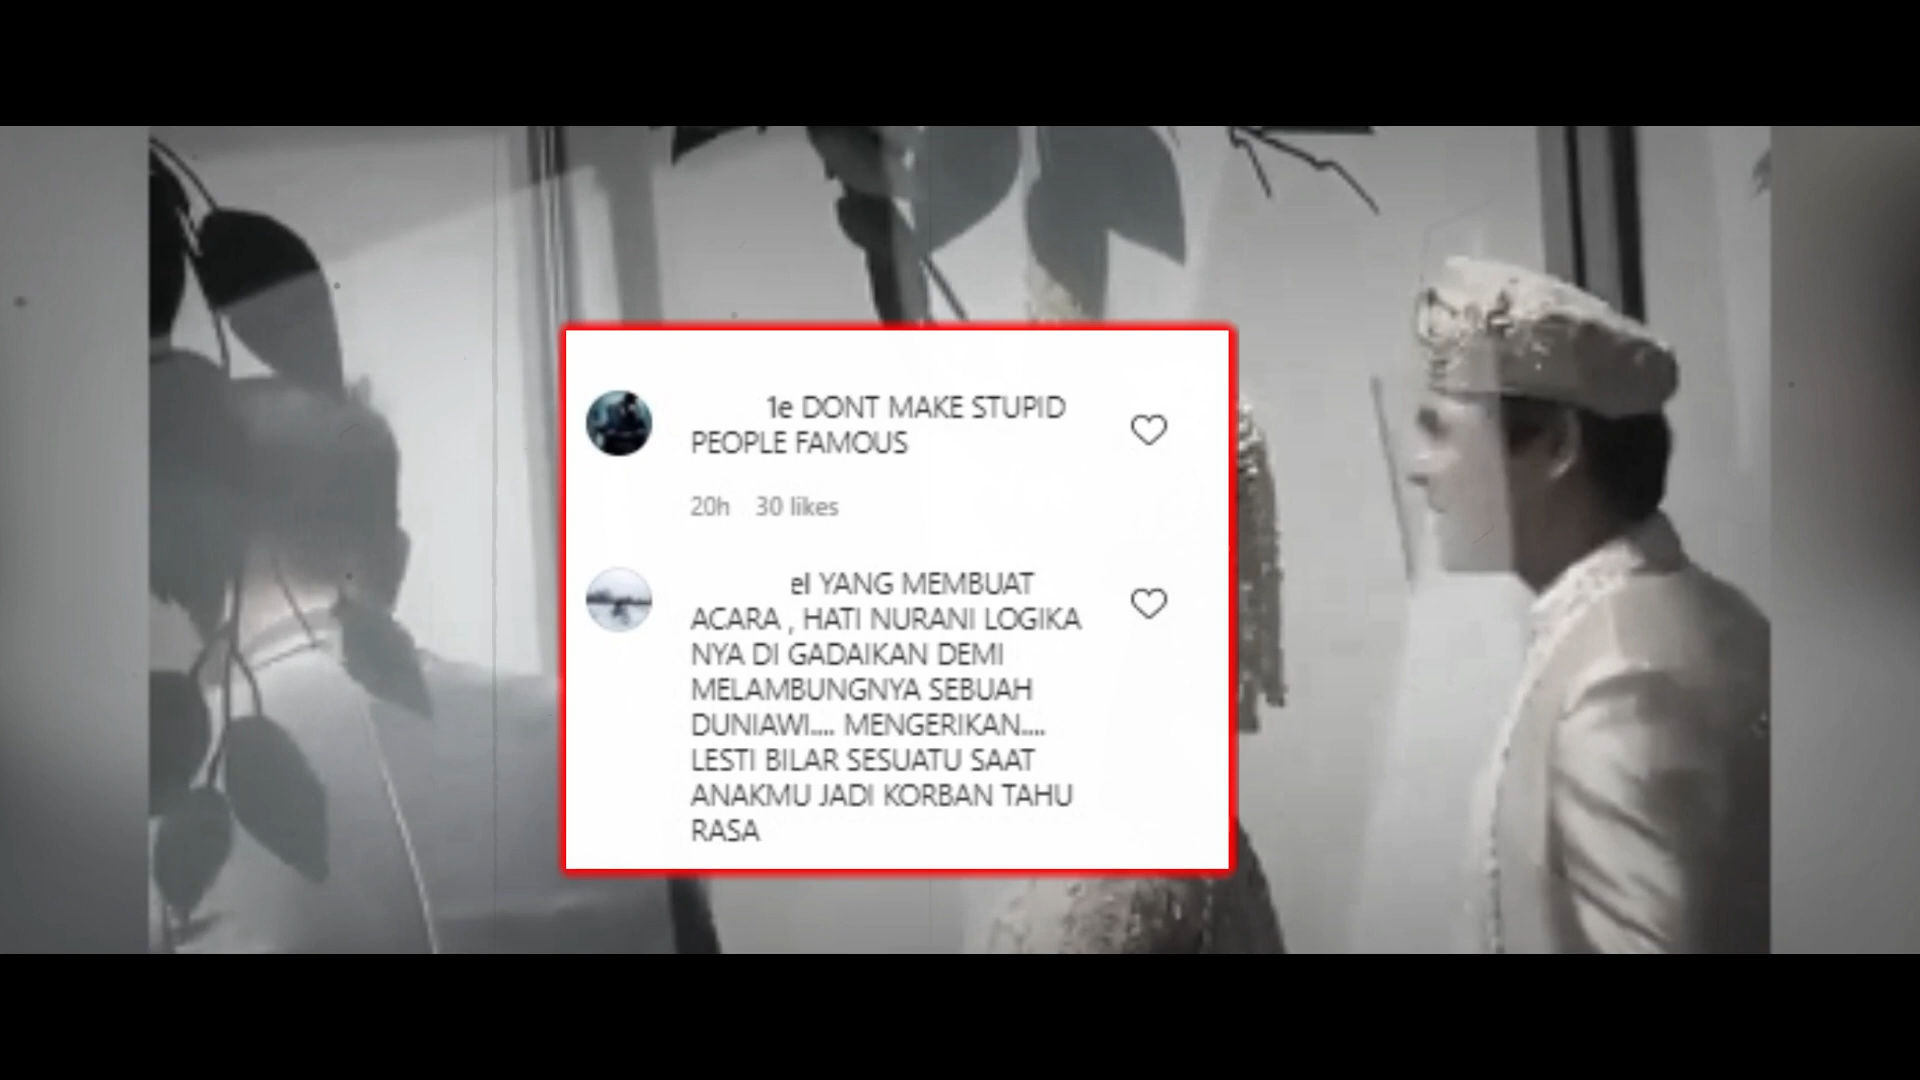 1e DONT MAKE STUPID
PEOPLE FAMOUS
20h 30 likes
el YANG MEMBUAT
ACARA , HATI NURANI LOGIKA
NYA DI GADAIKAN DEMI
MELAMBUNGNYA SEBUAH
DUNIAWI.... MENGERIKAN....
LESTI BILAR SESUATU SAAT
ANAKMU JADI KORBAN TAHU
RASA